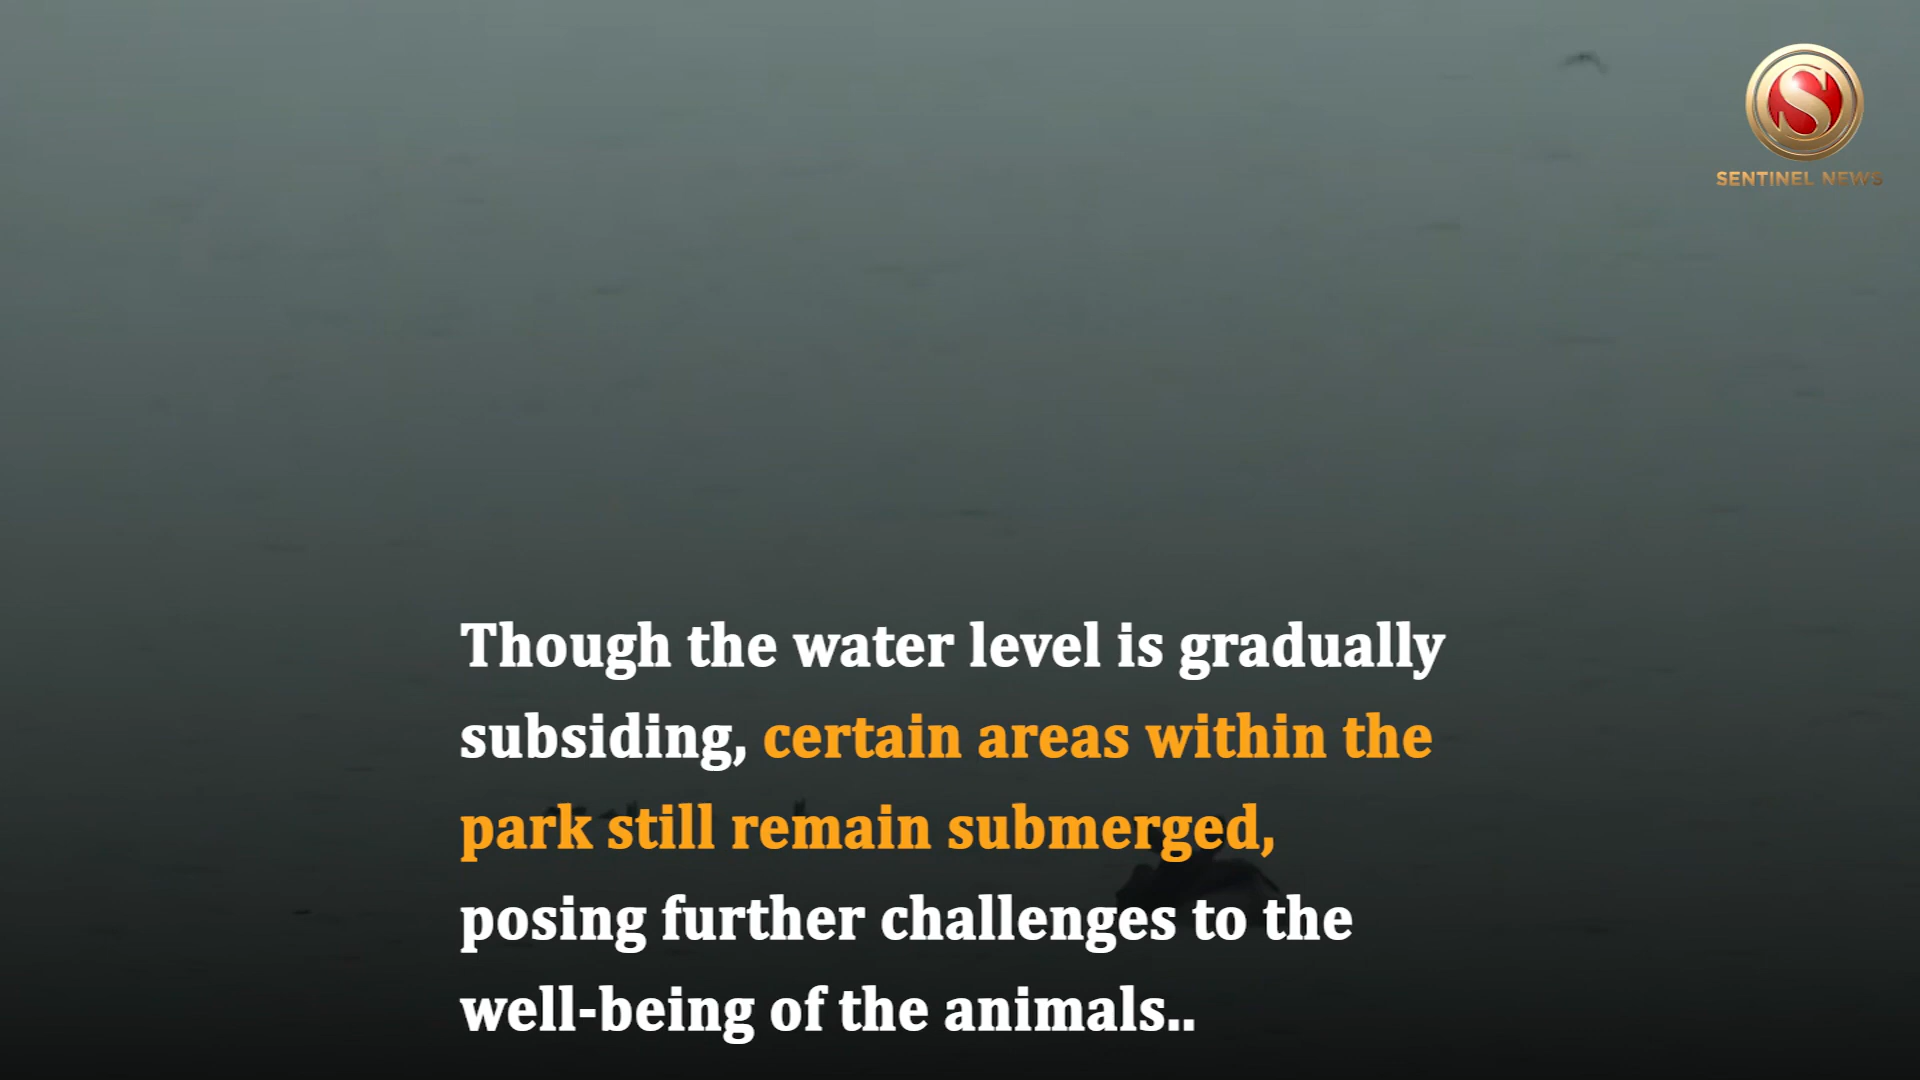 SENTINEL NEWS
Though the water level is gradually
subsiding, certain areas within the
park still remain submerged,
posing further challenges to the
well-being of the animals..